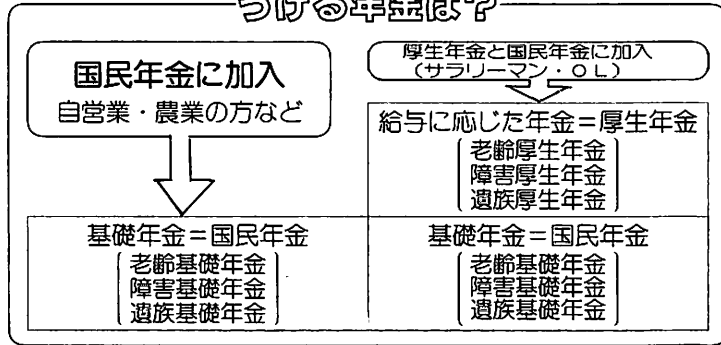 つける年金は？
国民年金に加入
自営業・農業の方など
厚生年金と国民年金に加入
（サラリーマン・ＯＬ）
給与に応じた年金＝厚生年金
老齢厚生年金
障害厚生年金
遺族厚生年金
基礎年金＝国民年金
老齢基礎年金
障害基礎年金
遺族基礎年金
基礎年金＝国民年金
老齢基礎年金
障害基礎年金
遺族基礎年金